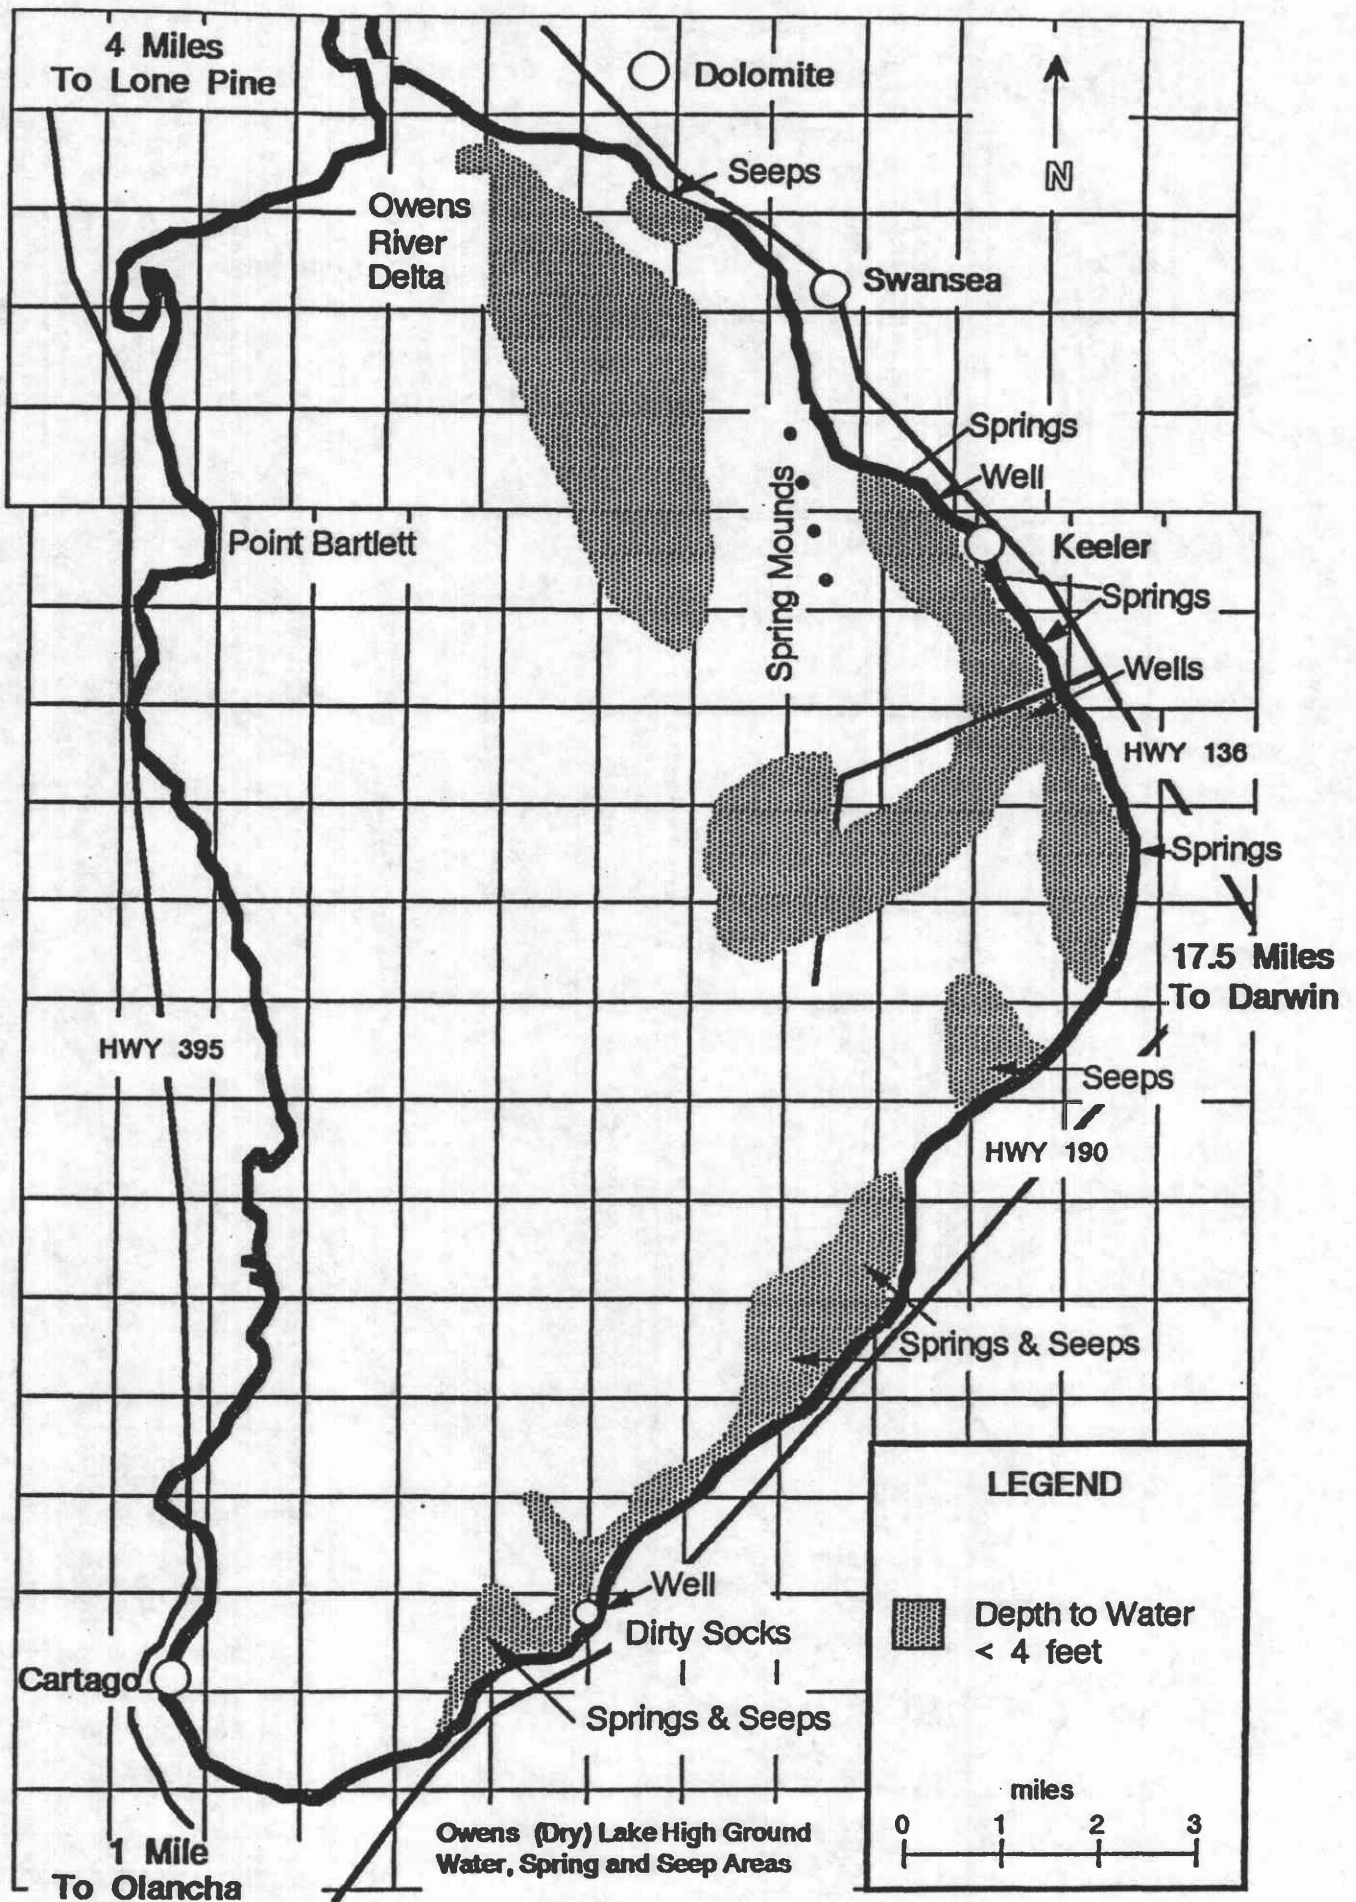 4 Miles
To Lone Pine
Dolomite
N
Seeps
Owens
River
Delta
Swansea
Springs
Well
Spring Mounds
Point Bartlett
Keeler
Springs
Wells
HWY 136
Springs
17.5 Miles
To Darwin
HWY 395
Seeps
HWY 190
Springs & Seeps
LEGEND
Well
Depth to Water
< 4 feet
Dirty Socks
Cartago
Springs & Seeps
miles
0 1 2 3
Owens (Dry) Lake High Ground
Water, Spring and Seep Areas
1 Mile
To Olancha